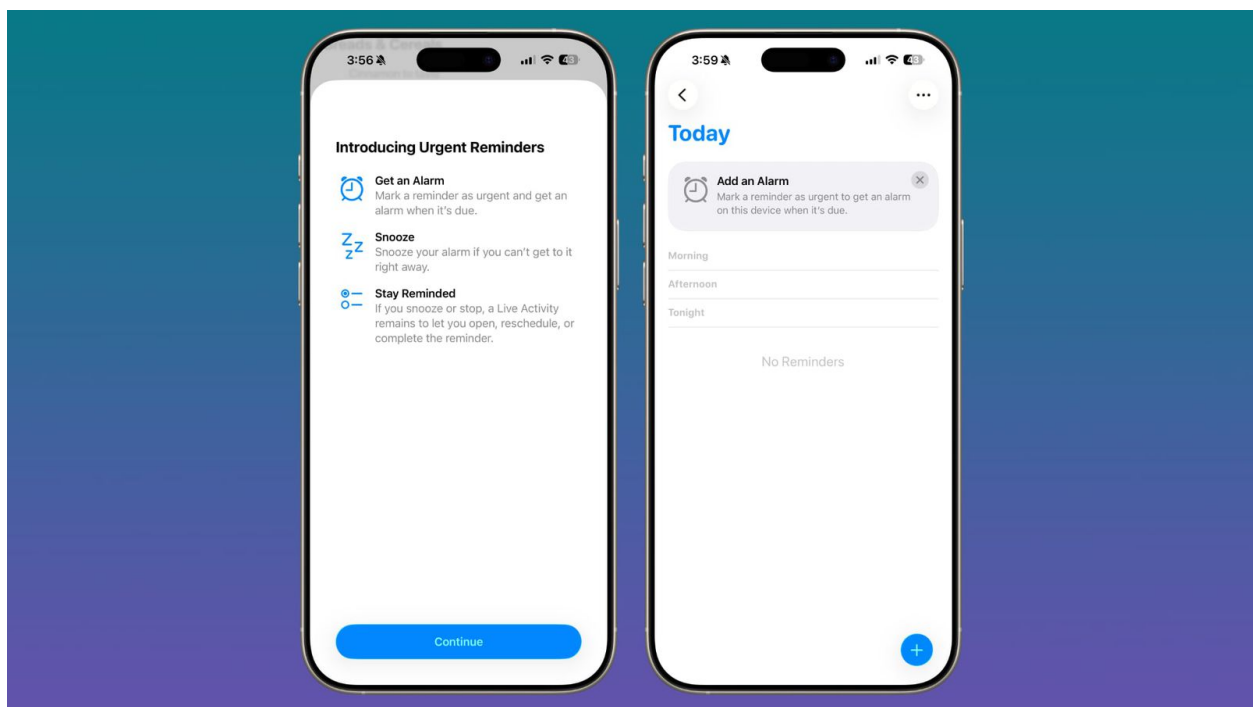 3:56
43
Introducing Urgent Reminders
Get an Alarm
Mark a reminder as urgent and get an
alarm when it's due.
Snooze
Snooze your alarm if you can't get to it
right away.
Stay Reminded
If you snooze or stop, a Live Activity
remains to let you open, reschedule, or
complete the reminder.
Continue
3:59
43
Today
Add an Alarm
Mark a reminder as urgent to get an alarm
on this device when it's due.
Morning
Afternoon
Tonight
No Reminders